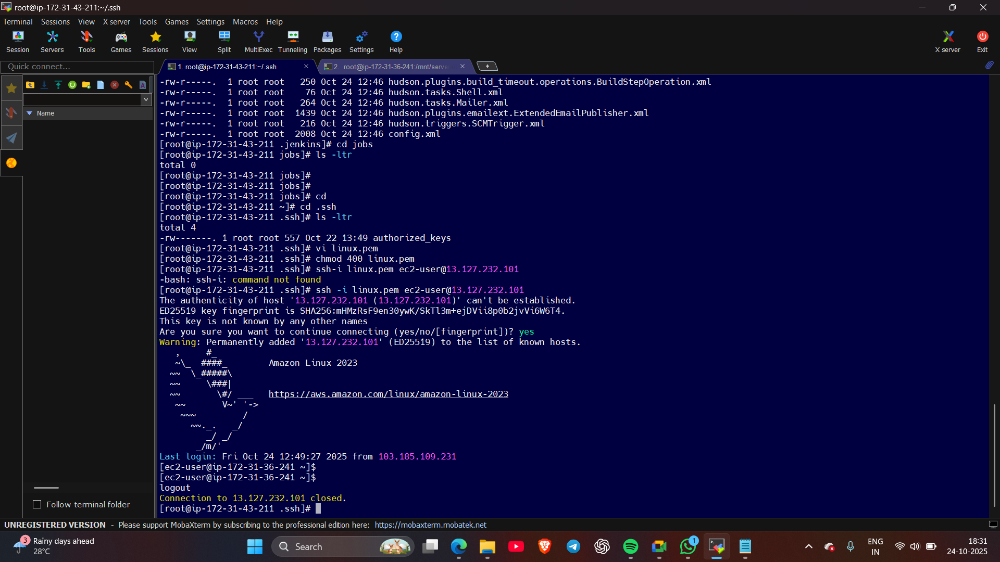 root@ip-172-31-43-211:~/.ssh
Terminal Sessions View X server Tools Games Settings Macros Help
Session Servers Tools Games Sessions View Split MultiExec Tunneling Packages Settings Help X server Exit
Quick connect...
1. root@ip-172-31-43-211:~/.ssh
2. root@ip-172-31-36-241:/mnt/serve
Name
-rw-r-----.  1 root root   250 Oct 24 12:46 hudson.plugins.build_timeout.operations.BuildStepOperation.xml
-rw-r-----.  1 root root    76 Oct 24 12:46 hudson.tasks.Shell.xml
-rw-r-----.  1 root root   264 Oct 24 12:46 hudson.tasks.Mailer.xml
-rw-r-----.  1 root root  1439 Oct 24 12:46 hudson.plugins.emailext.ExtendedEmailPublisher.xml
-rw-r-----.  1 root root   216 Oct 24 12:46 hudson.triggers.SCMTrigger.xml
-rw-r-----.  1 root root  2008 Oct 24 12:46 config.xml
[root@ip-172-31-43-211 .jenkins]# cd jobs
[root@ip-172-31-43-211 jobs]# ls -ltr
total 0
[root@ip-172-31-43-211 jobs]#
[root@ip-172-31-43-211 jobs]#
[root@ip-172-31-43-211 jobs]# cd
[root@ip-172-31-43-211 ~]# cd .ssh
[root@ip-172-31-43-211 .ssh]# ls -ltr
total 4
-rw-------. 1 root root 557 Oct 22 13:49 authorized_keys
[root@ip-172-31-43-211 .ssh]# vi linux.pem
[root@ip-172-31-43-211 .ssh]# chmod 400 linux.pem
[root@ip-172-31-43-211 .ssh]# ssh-i linux.pem ec2-user@13.127.232.101
-bash: ssh-i: command not found
[root@ip-172-31-43-211 .ssh]# ssh -i linux.pem ec2-user@13.127.232.101
The authenticity of host '13.127.232.101 (13.127.232.101)' can't be established.
ED25519 key fingerprint is SHA256:mHMzRsF9en30ywK/SkTl3m+ejDVii8p0b2jvVi6W6T4.
This key is not known by any other names
Are you sure you want to continue connecting (yes/no/[fingerprint])? yes
Warning: Permanently added '13.127.232.101' (ED25519) to the list of known hosts.
   ,     #_
   ~\_  ####_        Amazon Linux 2023
  ~~  \_#####\
  ~~     \###|
  ~~       \#/ ___   https://aws.amazon.com/linux/amazon-linux-2023
   ~~       V~' '->
    ~~~         /
      ~~._.   _/
         _/ _/
       _/m/'
Last login: Fri Oct 24 12:49:27 2025 from 103.185.109.231
[ec2-user@ip-172-31-36-241 ~]$
[ec2-user@ip-172-31-36-241 ~]$
logout
Connection to 13.127.232.101 closed.
[root@ip-172-31-43-211 .ssh]#
Follow terminal folder
UNREGISTERED VERSION - Please support MobaXterm by subscribing to the professional edition here: https://mobaxterm.mobatek.net
3
Rainy days ahead
28°C
Search
1
ENG
IN
18:31
24-10-2025